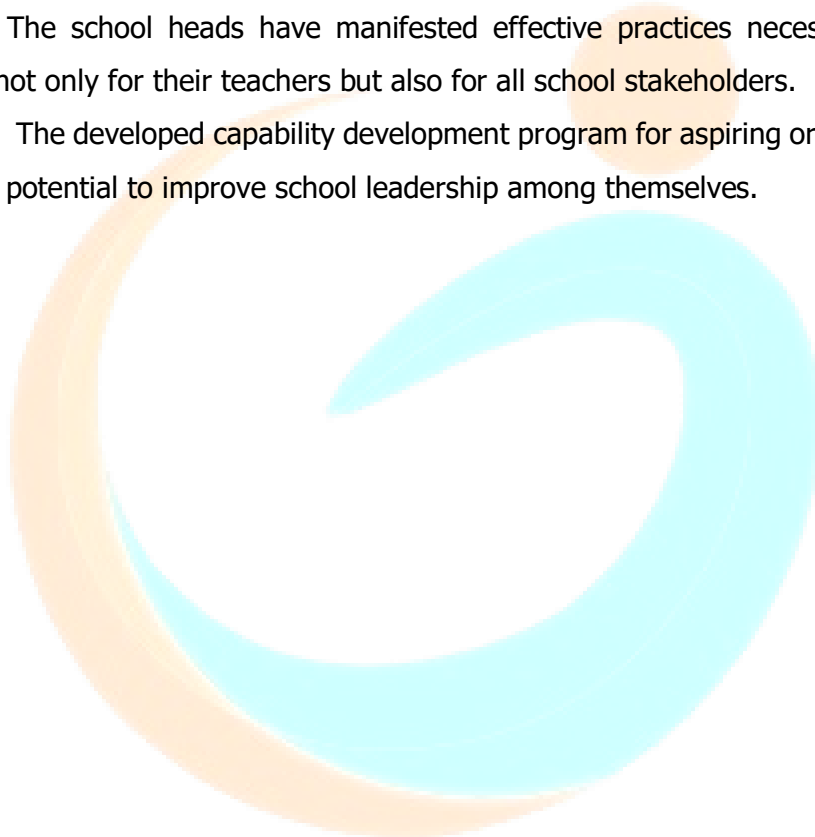 The school heads have manifested effective practices
not only for their teachers but also for all school stakeholders.
The developed capability development program for aspiring or
potential to improve school leadership among themselves.